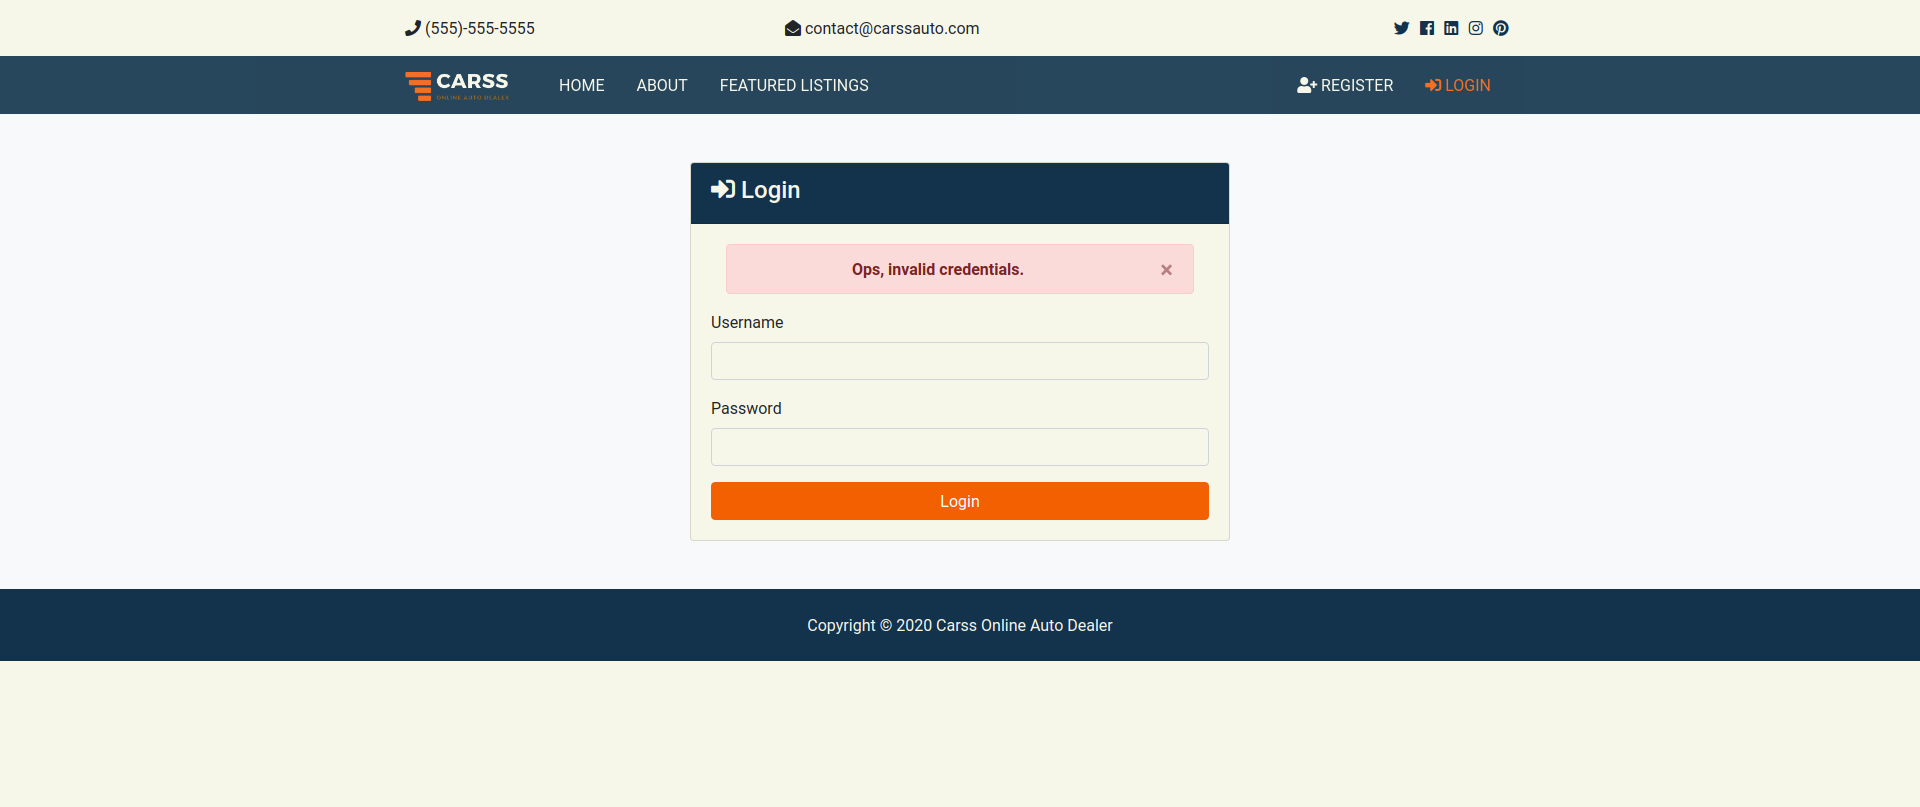 (555)-555-5555
contact@carssauto.com
CARSS
ONLINE AUTO DEALER
HOME
ABOUT
FEATURED LISTINGS
REGISTER
LOGIN
Login
Ops, invalid credentials. ×
Username
Password
Login
Copyright © 2020 Carss Online Auto Dealer